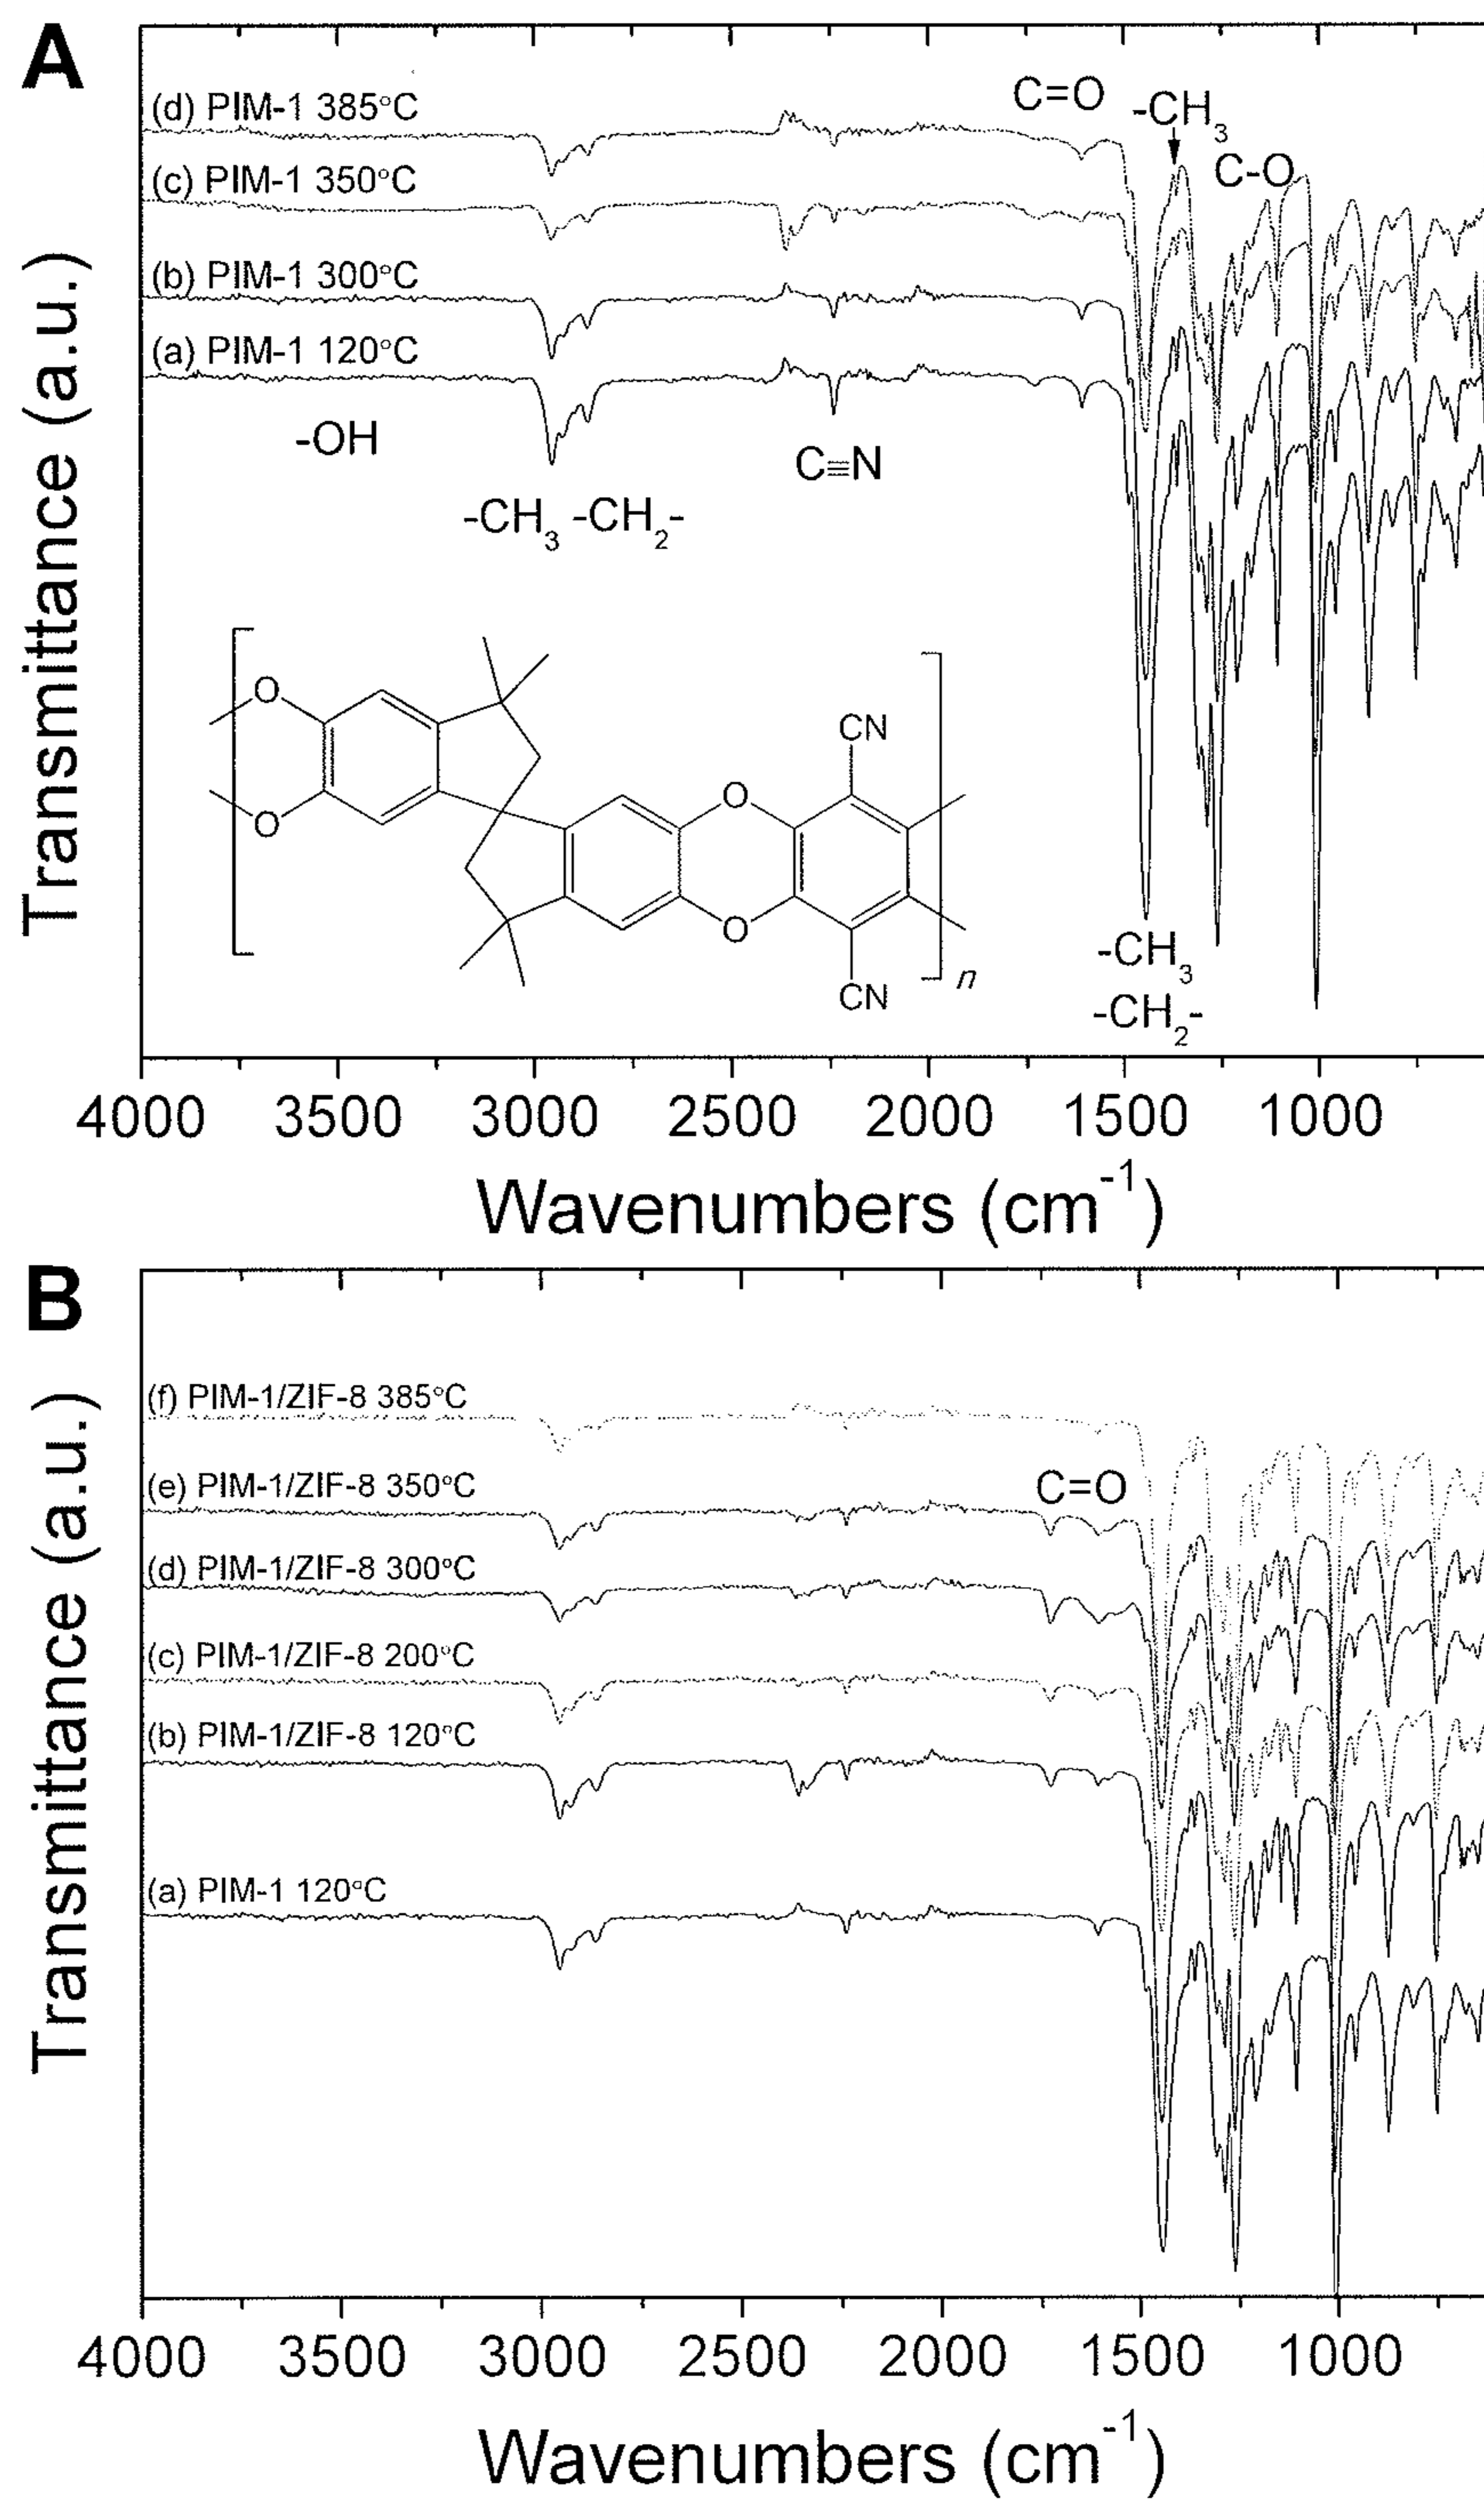 A
(d) PIM-1 385°C
C=O
-CH3
(c) PIM-1 350°C
C-O
(b) PIM-1 300°C
(a) PIM-1 120°C
-OH
C≡N
-CH3 -CH2-
Transmittance (a.u.)
O
O
O
O
CN
CN
n
-CH3
-CH2-
4000 3500 3000 2500 2000 1500 1000
Wavenumbers (cm-1)
B
(f) PIM-1/ZIF-8 385°C
(e) PIM-1/ZIF-8 350°C
C=O
(d) PIM-1/ZIF-8 300°C
(c) PIM-1/ZIF-8 200°C
(b) PIM-1/ZIF-8 120°C
(a) PIM-1 120°C
Transmittance (a.u.)
4000 3500 3000 2500 2000 1500 1000
Wavenumbers (cm-1)